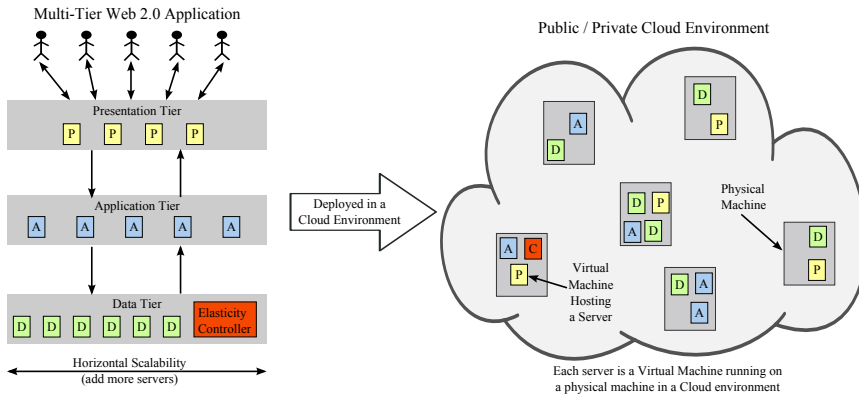 Multi-Tier Web 2.0 Application
Presentation Tier
P P P P
Application Tier
A A A A A
Data Tier
D D D D D D
Elasticity
Controller
Horizontal Scalability
(add more servers)
Deployed in a
Cloud Environment
Public / Private Cloud Environment
A
D
D
P
D P
A D
A C
P
D
P
D A
A
Physical
Machine
Virtual
Machine
Hosting
a Server
Each server is a Virtual Machine running on
a physical machine in a Cloud environment